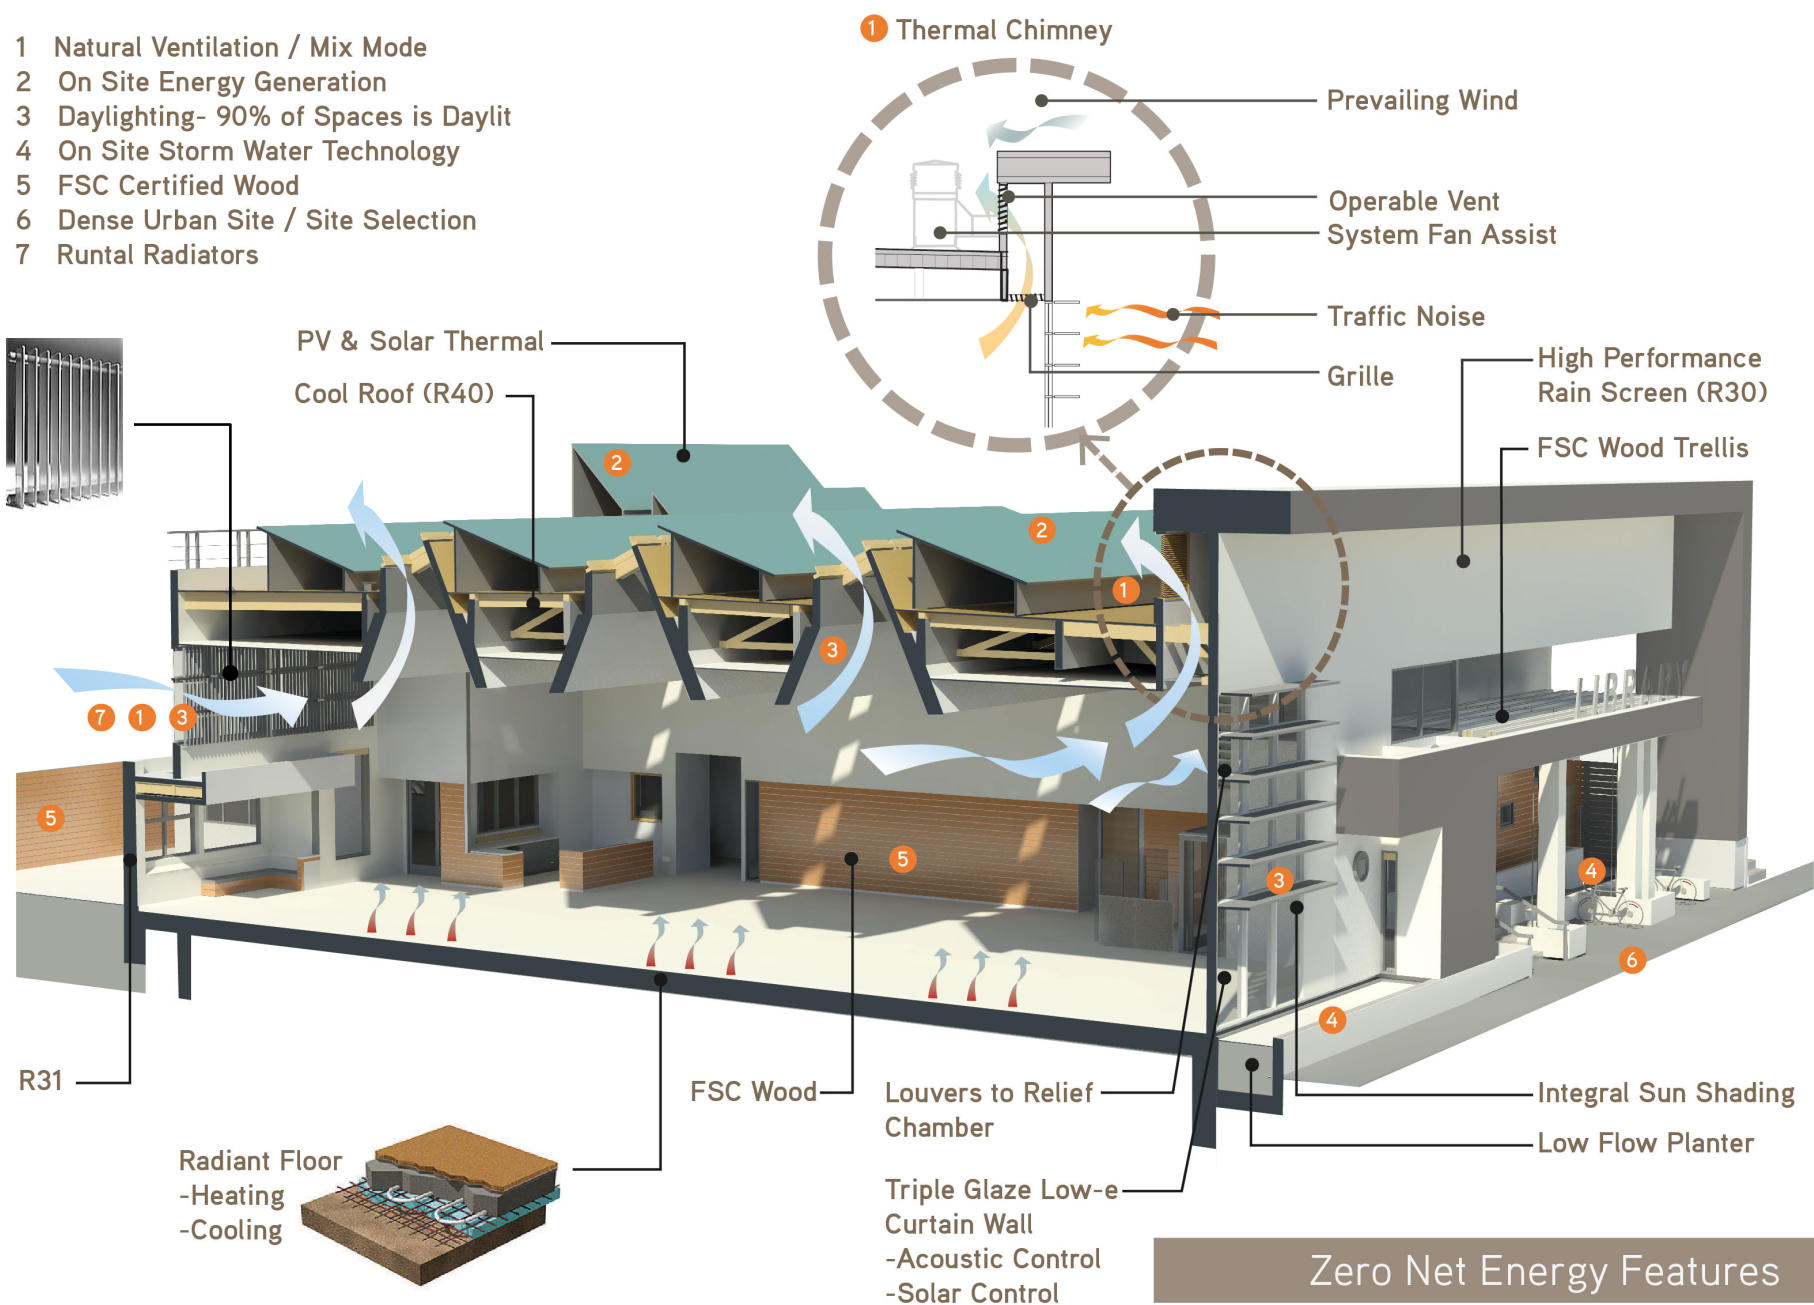 1 Natural Ventilation / Mix Mode
2 On Site Energy Generation
3 Daylighting- 90% of Spaces is Daylit
4 On Site Storm Water Technology
5 FSC Certified Wood
6 Dense Urban Site / Site Selection
7 Runtal Radiators
1 Thermal Chimney
Prevailing Wind
Operable Vent
System Fan Assist
Traffic Noise
Grille
PV & Solar Thermal
Cool Roof (R40)
High Performance
Rain Screen (R30)
FSC Wood Trellis
2
2
1
3
LIBRARY
7 1 3
5
5
3
4
6
4
R31
FSC Wood
Louvers to Relief
Chamber
Integral Sun Shading
Low Flow Planter
Radiant Floor
-Heating
-Cooling
Triple Glaze Low-e
Curtain Wall
-Acoustic Control
-Solar Control
Zero Net Energy Features